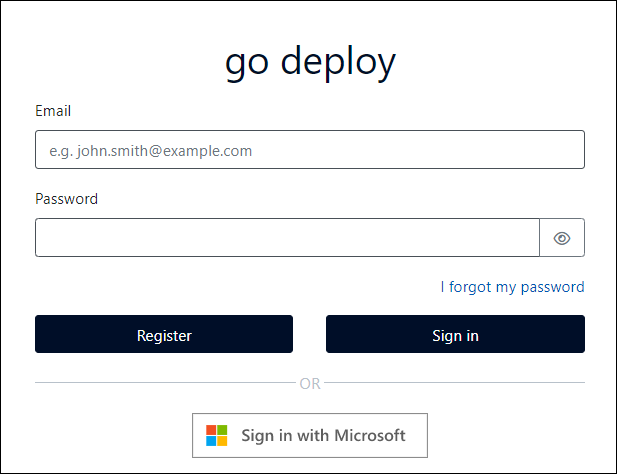 go deploy
Email
e.g. john.smith@example.com
Password
I forgot my password
Register
Sign in
OR
Sign in with Microsoft